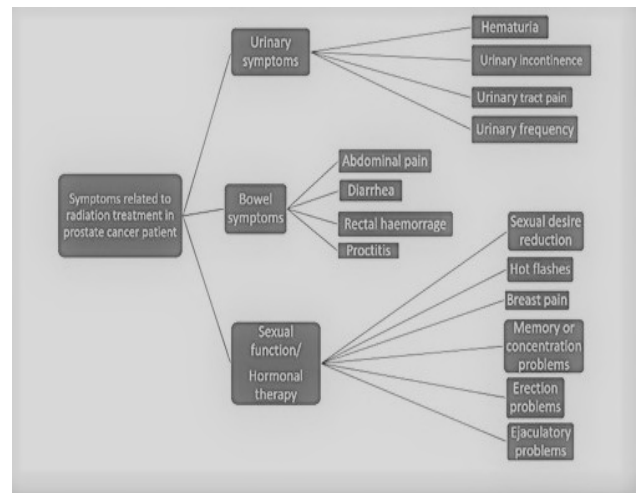 Symptoms related to
radiation treatment in
prostate cancer patient
Urinary
symptoms
Hematuria
Urinary incontinence
Urinary tract pain
Urinary frequency
Bowel
symptoms
Abdominal pain
Diarrhea
Rectal haemorrage
Proctitis
Sexual
function/
Hormonal
therapy
Sexual desire
reduction
Hot flashes
Breast pain
Memory or
concentration
problems
Erection
problems
Ejaculatory
problems